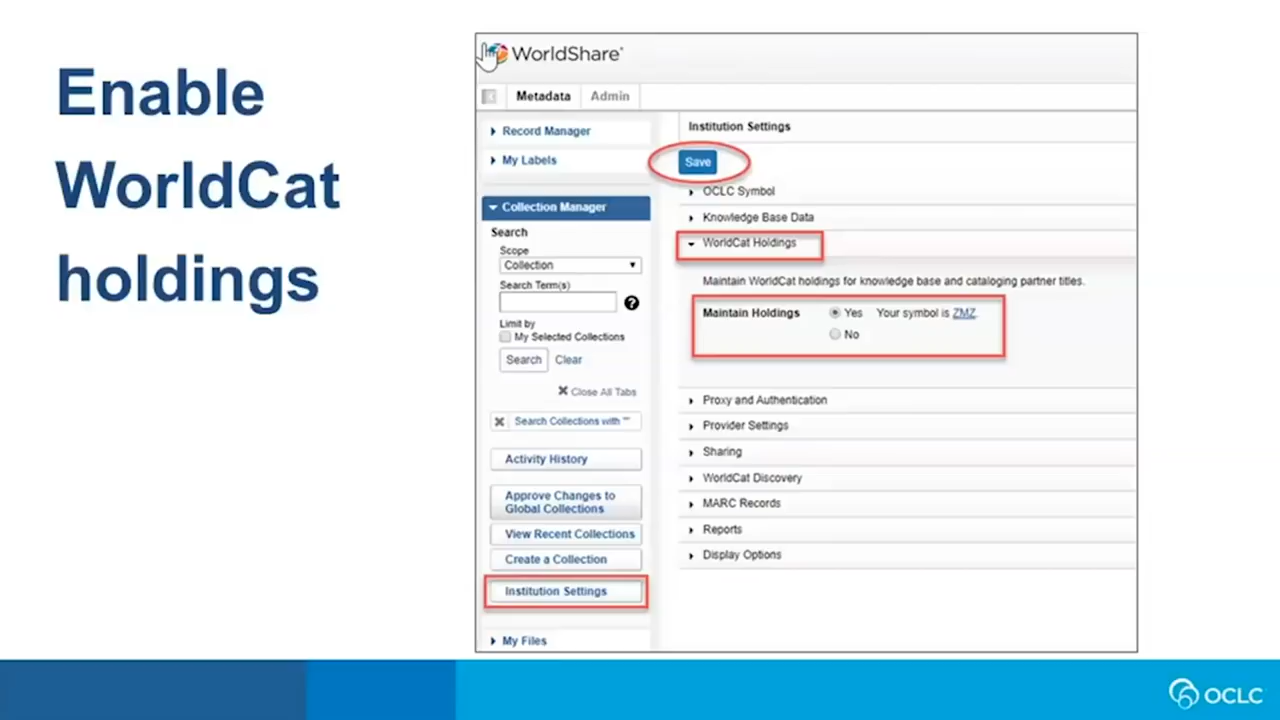 Enable
WorldCat
holdings
WorldShare®
Metadata
Admin
Record Manager
My Labels
Collection Manager
Search
Scope
Collection
Search Term(s)
Limit by
My Selected Collections
Search
Clear
Close All Tabs
Search Collections with ""
Activity History
Approve Changes to
Global Collections
View Recent Collections
Create a Collection
Institution Settings
My Files
Institution Settings
Save
OCLC Symbol
Knowledge Base Data
WorldCat Holdings
Maintain WorldCat holdings for knowledge base and cataloging partner titles.
Maintain Holdings Yes Your symbol is ZMZ.
No
Proxy and Authentication
Provider Settings
Sharing
WorldCat Discovery
MARC Records
Reports
Display Options
OCLC